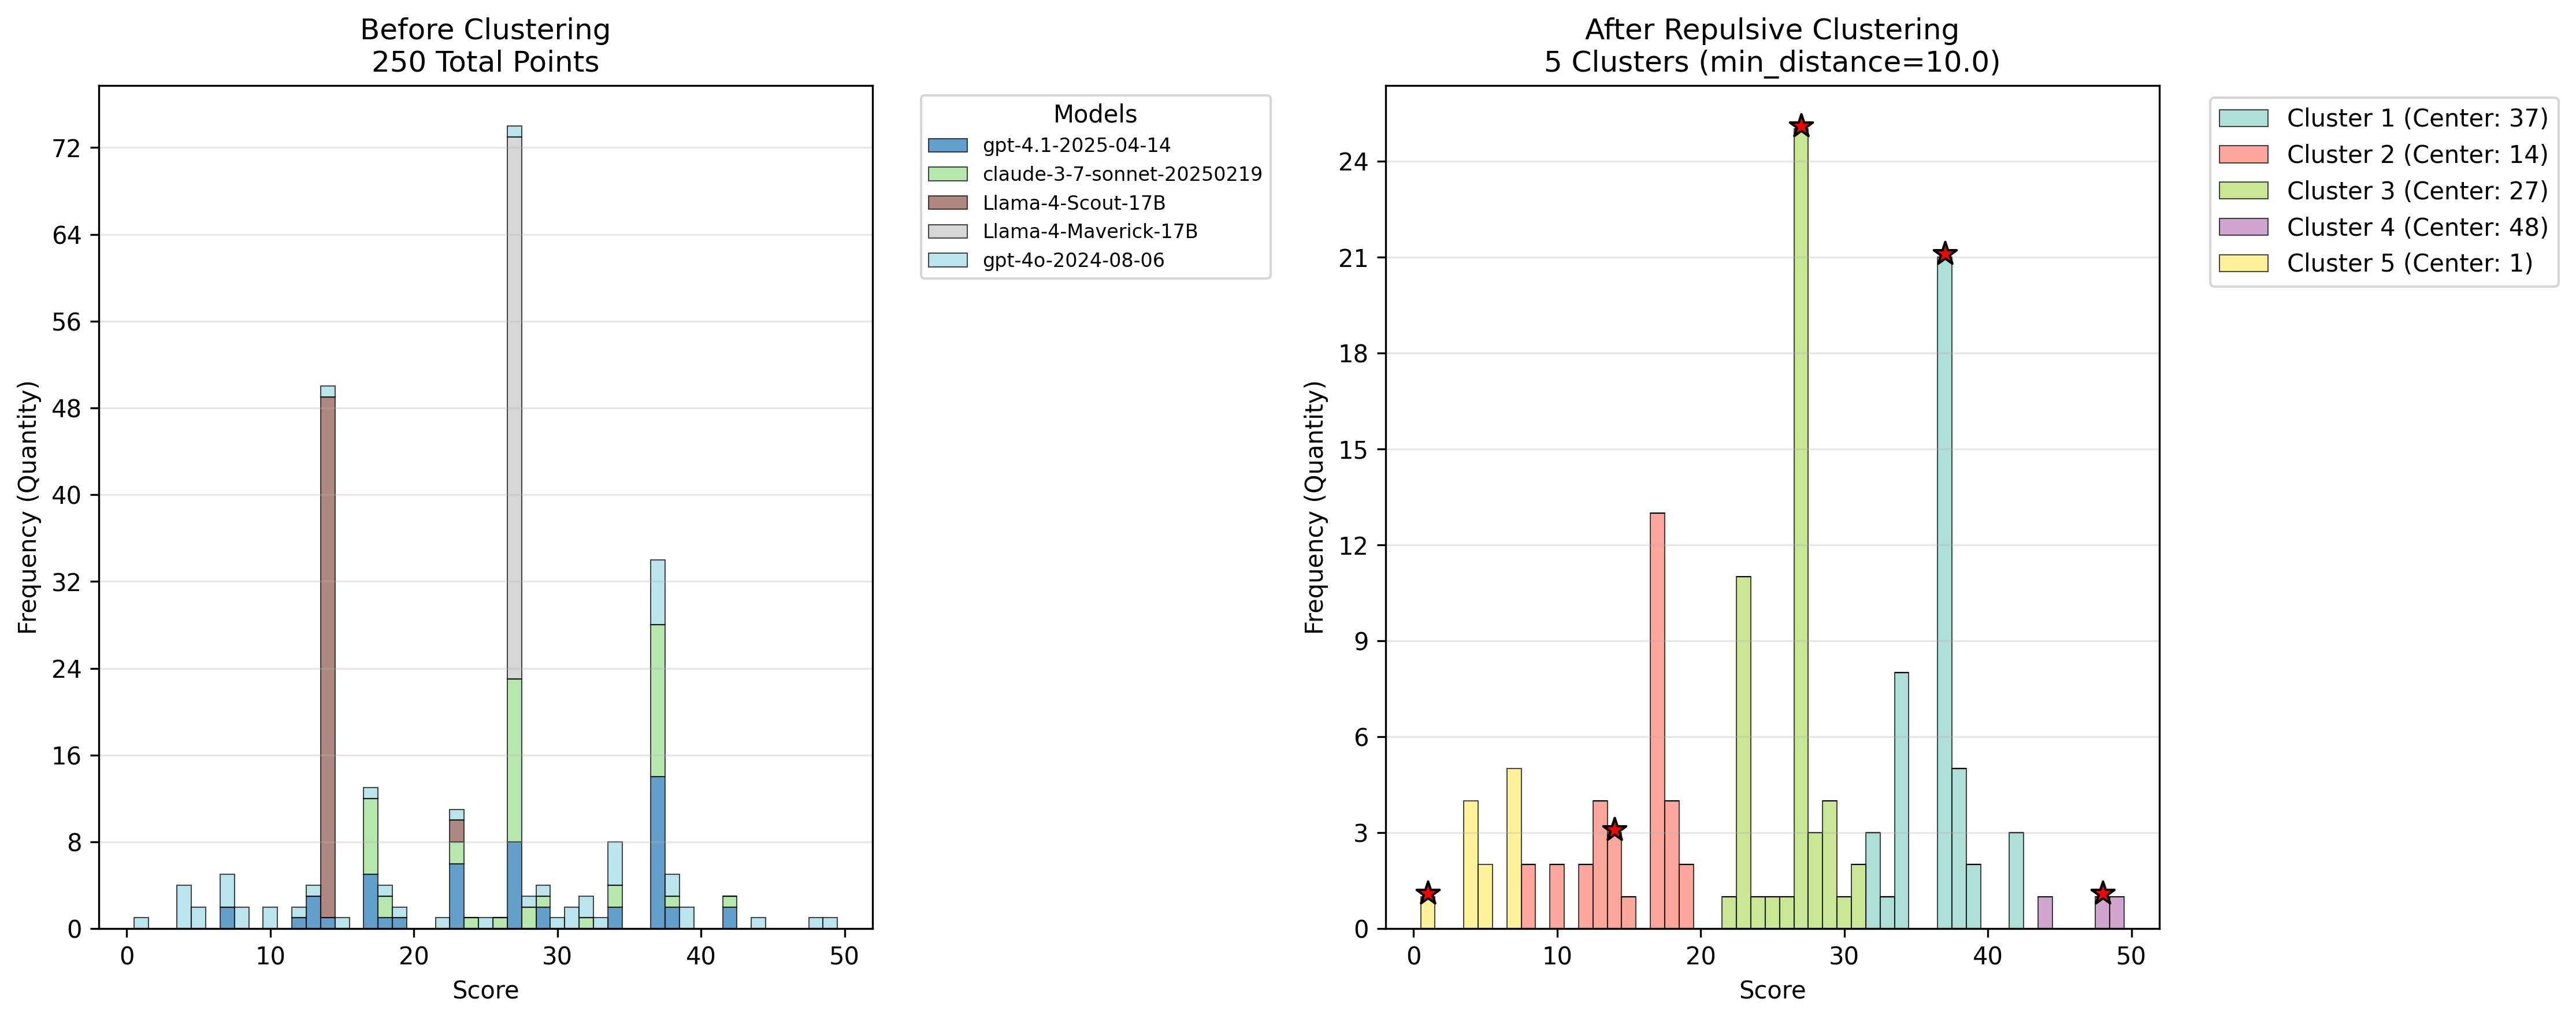 Before Clustering
250 Total Points
72
64
56
48
40
32
24
16
8
0
Frequency (Quantity)
0 10 20 30 40 50
Score
Models
gpt-4.1-2025-04-14
claude-3-7-sonnet-20250219
Llama-4-Scout-17B
Llama-4-Maverick-17B
gpt-4o-2024-08-06
After Repulsive Clustering
5 Clusters (min_distance=10.0)
24
21
18
15
12
9
6
3
0
Frequency (Quantity)
0 10 20 30 40 50
Score
Cluster 1 (Center: 37)
Cluster 2 (Center: 14)
Cluster 3 (Center: 27)
Cluster 4 (Center: 48)
Cluster 5 (Center: 1)